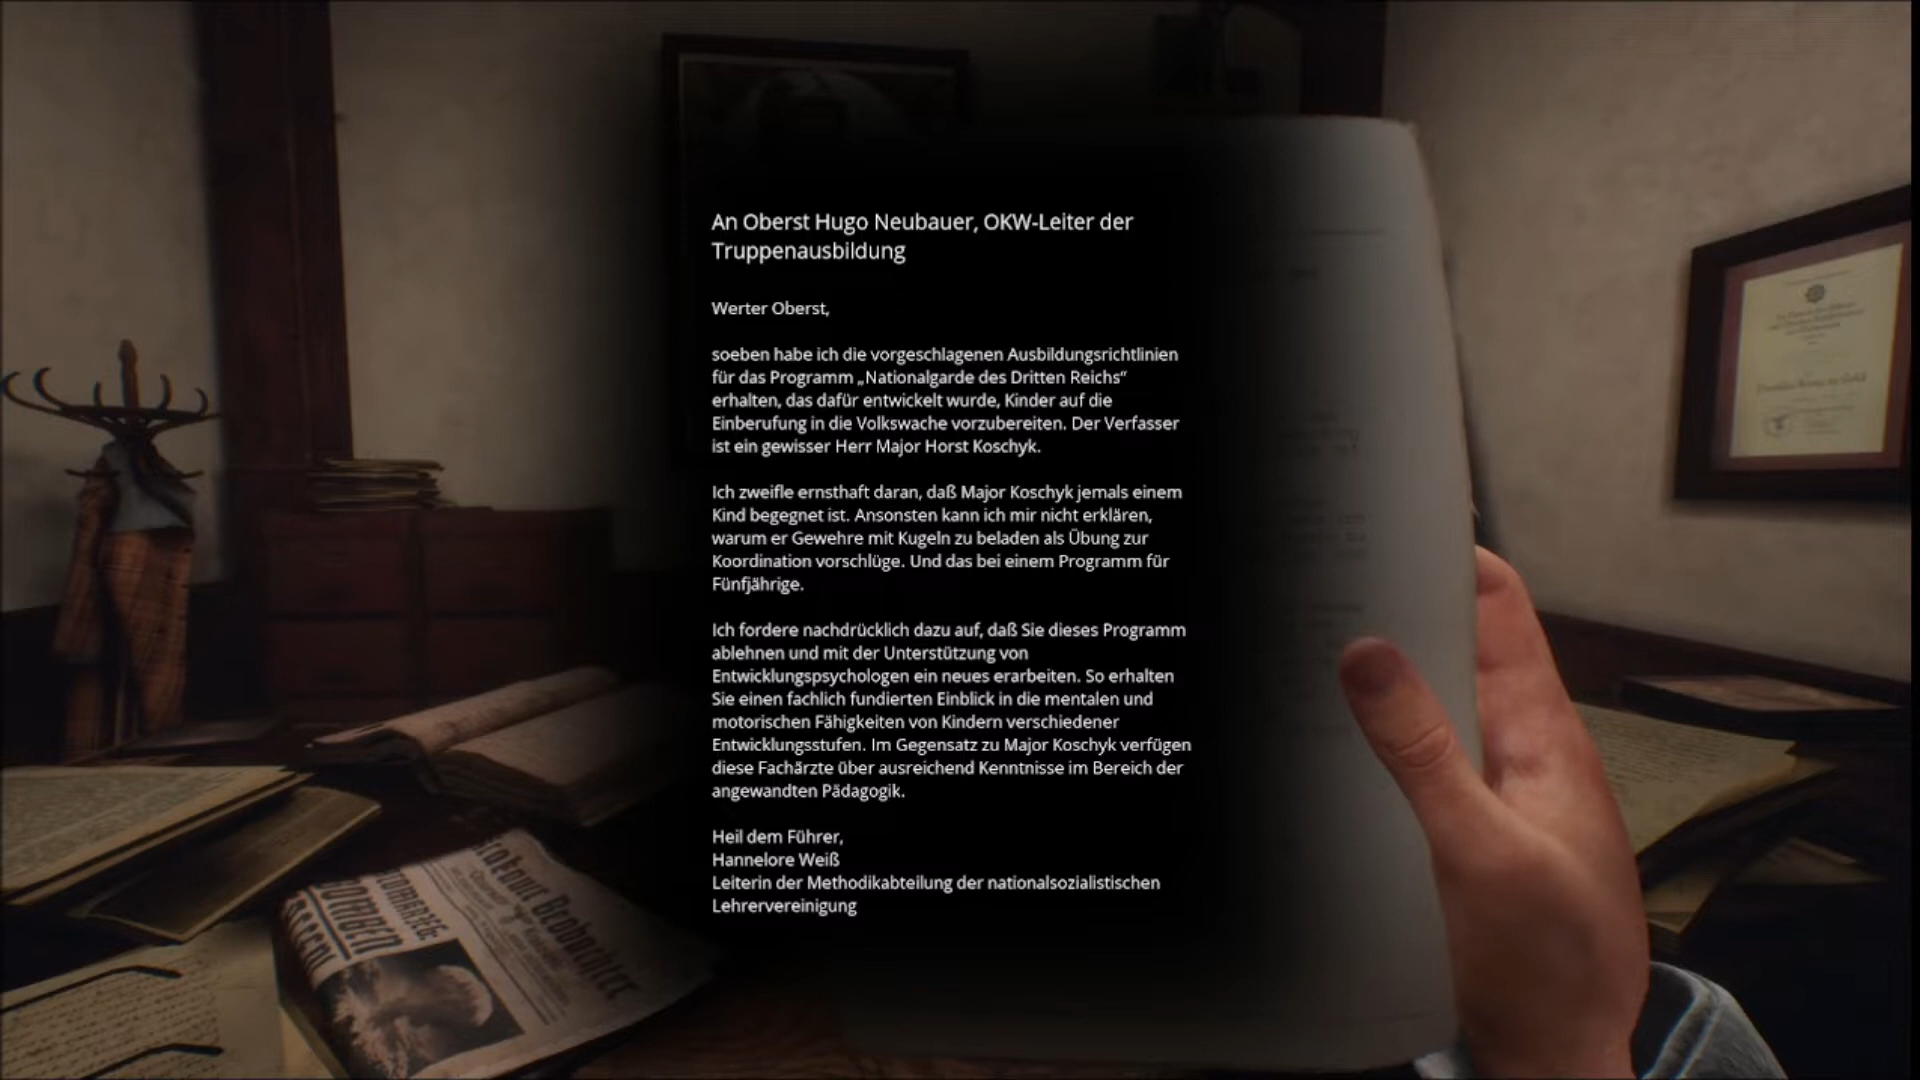 An Oberst Hugo Neubauer, OKW-Leiter der
Truppenausbildung
Werter Oberst,
soeben habe ich die vorgeschlagenen Ausbildungsrichtlinien
für das Programm „Nationalgarde des Dritten Reichs“
erhalten, das dafür entwickelt wurde, Kinder auf die
Einberufung in die Volkswache vorzubereiten. Der Verfasser
ist ein gewisser Herr Major Horst Koschyk.
Ich zweifle ernsthaft daran, daß Major Koschyk jemals einem
Kind begegnet ist. Ansonsten kann ich mir nicht erklären,
warum er Gewehre mit Kugeln zu beladen als Übung zur
Koordination vorschlüge. Und das bei einem Programm für
Fünfjährige.
Ich fordere nachdrücklich dazu auf, daß Sie dieses Programm
ablehnen und mit der Unterstützung von
Entwicklungspsychologen ein neues erarbeiten. So erhalten
Sie einen fachlich fundierten Einblick in die mentalen und
motorischen Fähigkeiten von Kindern verschiedener
Entwicklungsstufen. Im Gegensatz zu Major Koschyk verfügen
diese Fachärzte über ausreichend Kenntnisse im Bereich der
angewandten Pädagogik.
Heil dem Führer,
Hannelore Weiß
Leiterin der Methodikabteilung der nationalsozialistischen
Lehrervereinigung
Beobachter